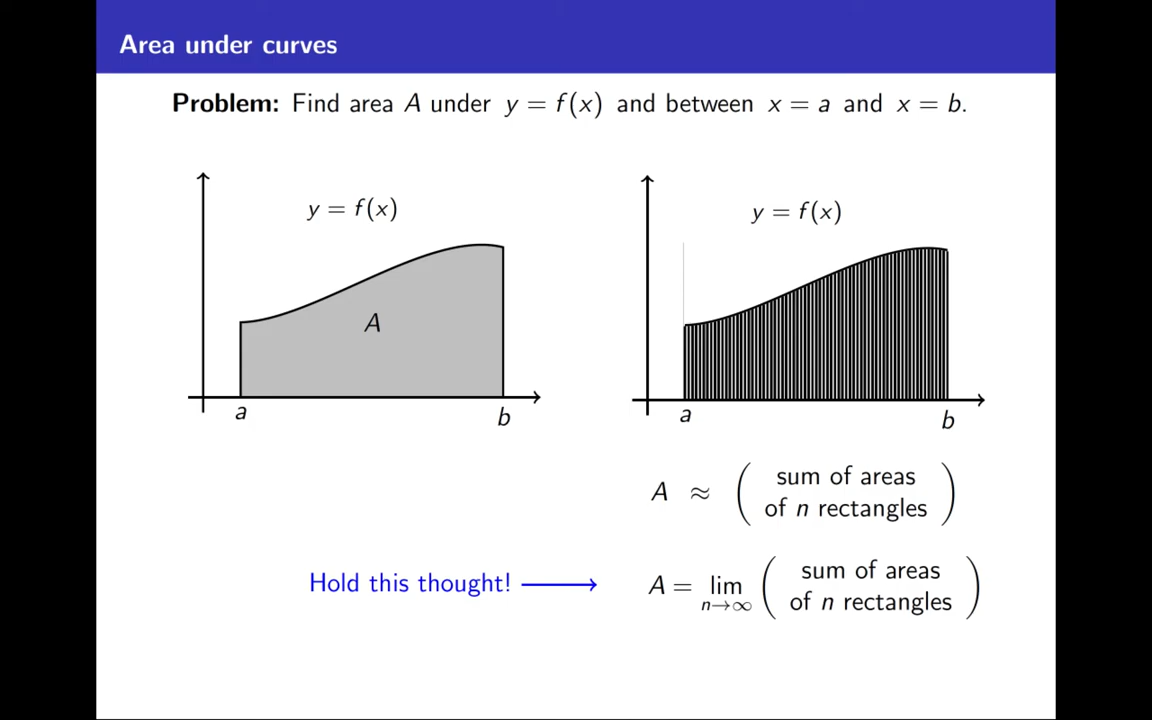 Area under curves
Problem: Find area A under y = f(x) and between x = a and x = b.
y = f(x)
A
a
b
y = f(x)
a
b
A ≈ ( sum of areas
of n rectangles )
Hold this thought! ⟶ A = lim n→∞ ( sum of areas
of n rectangles )